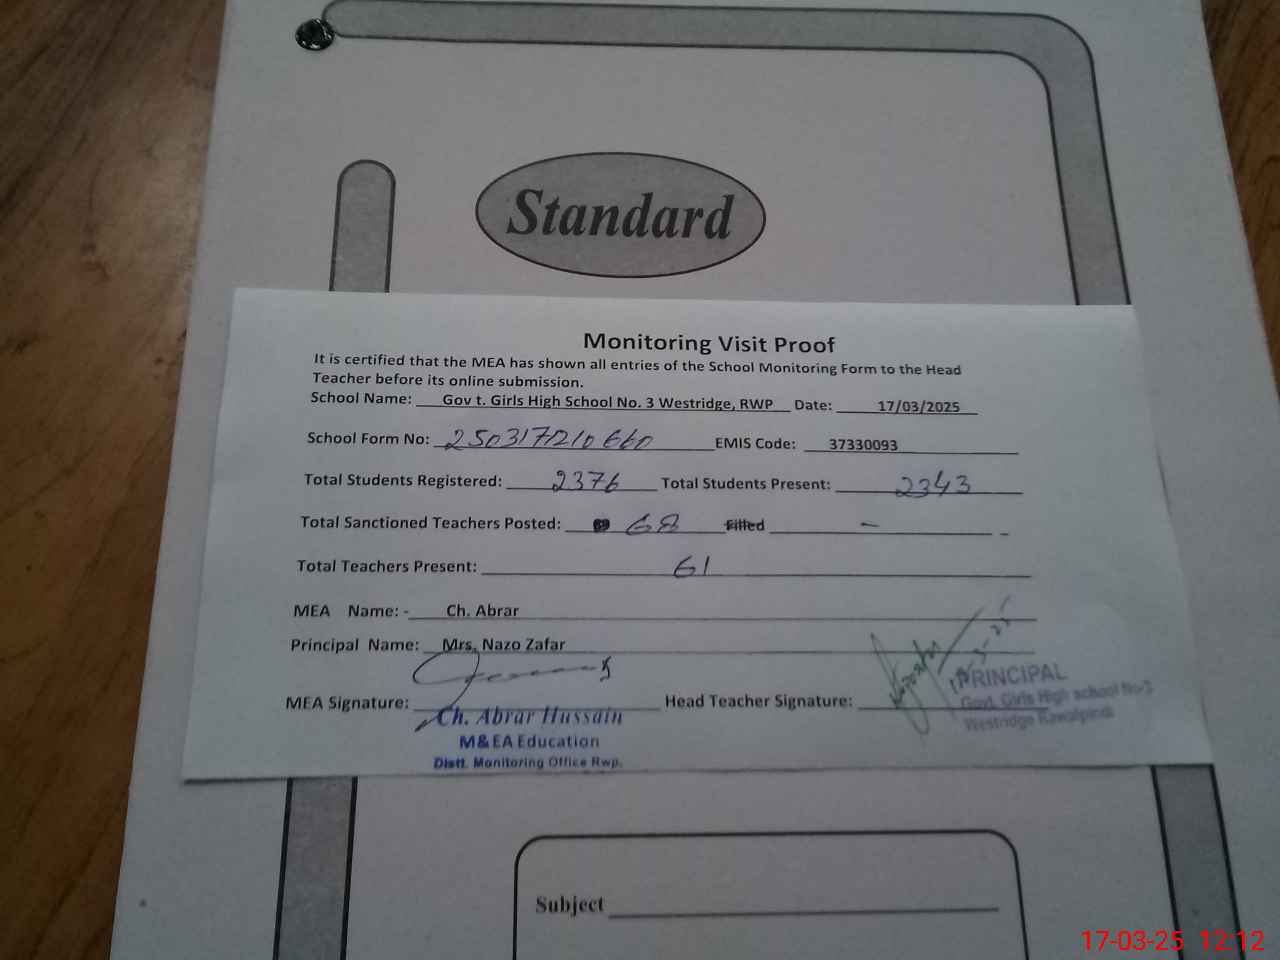 Standard
Monitoring Visit Proof
It is certified that the MEA has shown all entries of the School Monitoring Form to the Head
Teacher before its online submission.
School Name: Gov t. Girls High School No. 3 Westridge, RWP Date: 17/03/2025
School Form No: EMIS Code: 37330093
Total Students Registered: 2376 Total Students Present: 2343
Total Sanctioned Teachers Posted: 68 Filled -
Total Teachers Present: 61
MEA Name: - Ch. Abrar
Principal Name: Mrs, Nazo Zafar
MEA Signature: Head Teacher Signature:
Ch. Abrar Hussain
M&EA Education
Distt. Monitoring Office Rwp.
PRINCIPAL
Govt. Girls High school No-3
Westridge Rawalpindi
Subject
17-03-25 12:12